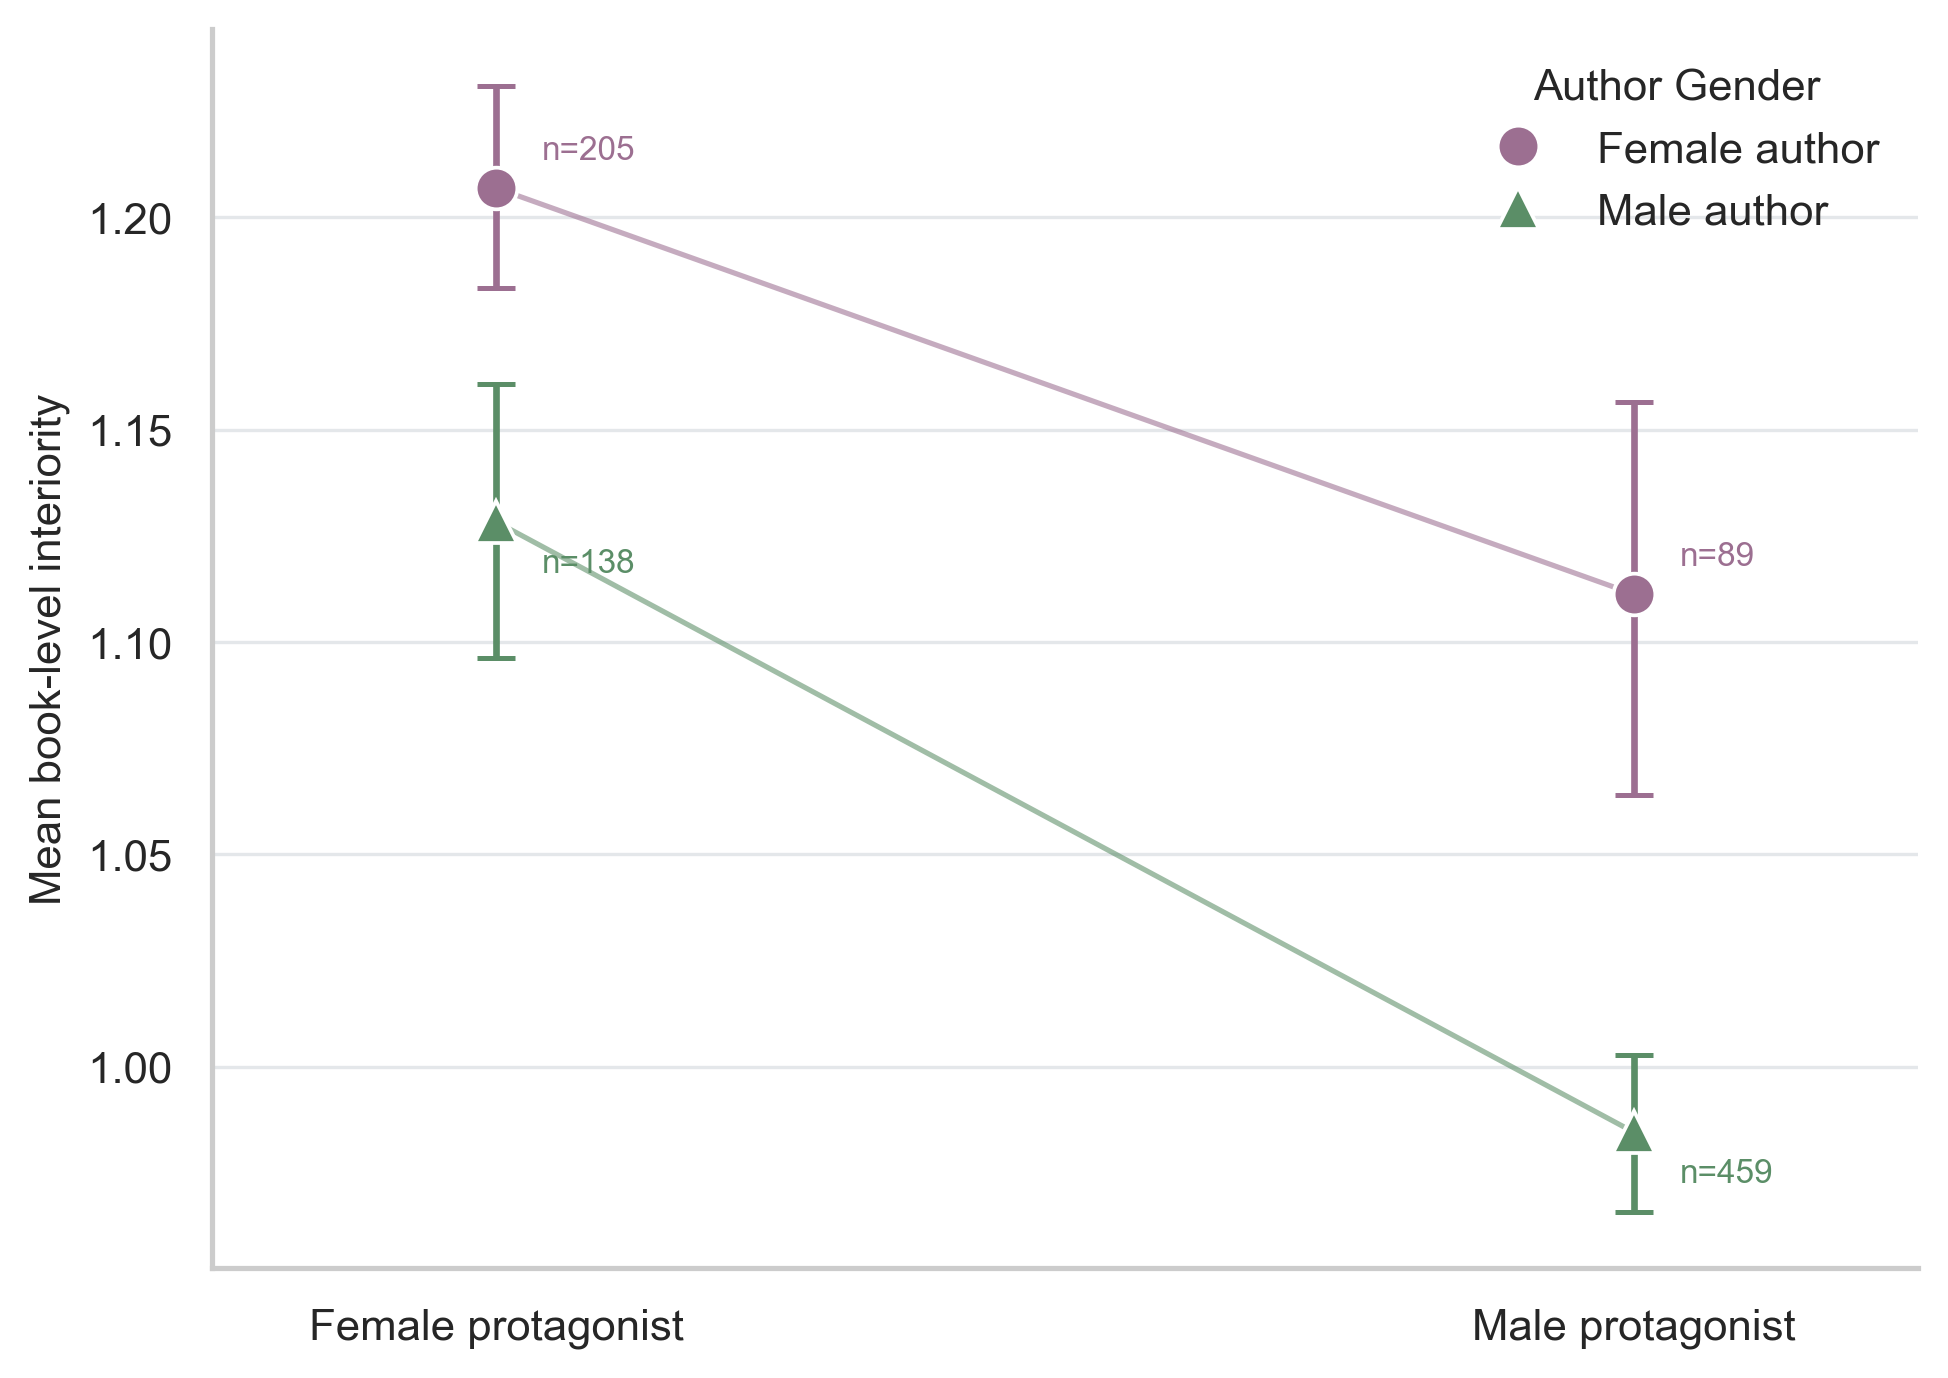 Author Gender
Female author
Male author
n=205
n=138
n=89
n=459
Mean book-level interiority
1.20
1.15
1.10
1.05
1.00
Female protagonist
Male protagonist